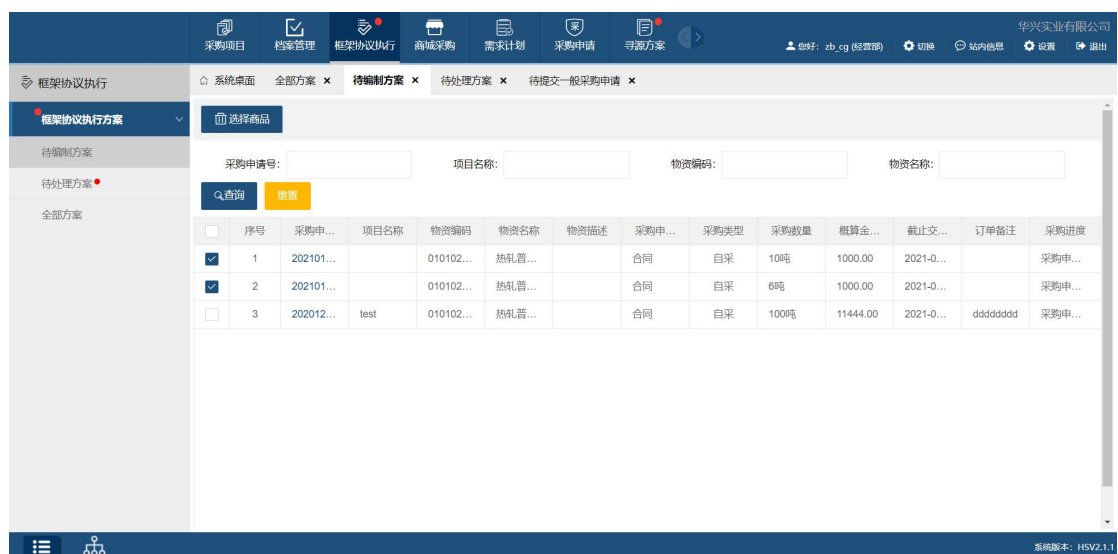 华兴实业有限公司
采购项目 档案管理 框架协议执行 商城采购 需求计划 采购申请 寻源方案
您好：zb_cg (经营部) 切换 站内信息 设置 退出
框架协议执行
系统桌面 全部方案 × 待编制方案 × 待处理方案 × 待提交一般采购申请 ×
框架协议执行方案
待编制方案
待处理方案
全部方案
选择商品
采购申请号: 项目名称: 物资编码: 物资名称:
查询 重置
序号 采购申... 项目名称 物资编码 物资名称 物资描述 采购申... 采购类型 采购数量 概算金... 截止交... 订单备注 采购进度
1 202101... 010102... 热轧普... 合同 自采 10吨 1000.00 2021-0... 采购申...
2 202101... 010102... 热轧普... 合同 自采 6吨 1000.00 2021-0... 采购申...
3 202012... test 010102... 热轧普... 合同 自采 100吨 11444.00 2021-0... dddddddd 采购申...
系统版本：HSV2.1.1